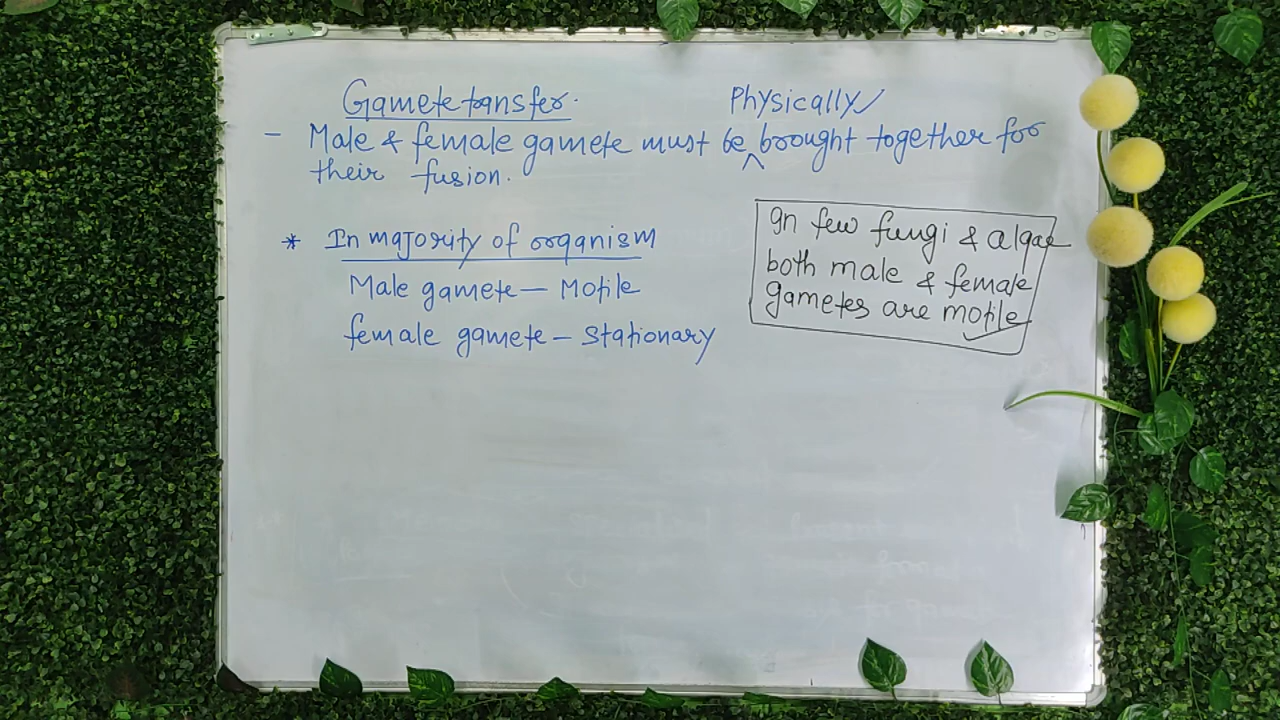 Gamete transfer.
Physically
- Male & female gamete must be ^ brought together for
their fusion.
* In majority of organism
Male gamete - Motile
female gamete - Stationary
In few fungi & algae
both male & female
gametes are motile